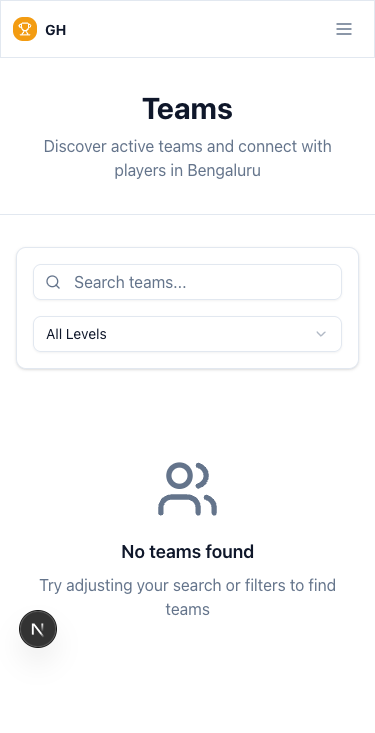 GH
Teams
Discover active teams and connect with
players in Bengaluru
Search teams...
All Levels
No teams found
Try adjusting your search or filters to find
teams
N